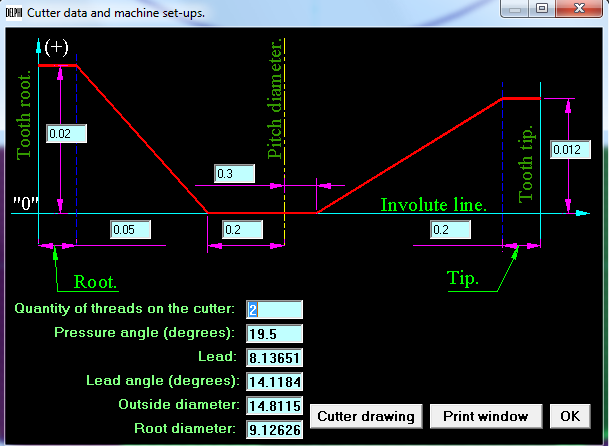 DELPHI Cutter data and machine set-ups.
(+)
Tooth root.
Pitch diameter.
Tooth tip.
0.02
0.012
0.3
"0"
Involute line.
0.05
0.2
0.2
Root.
Tip.
Quantity of threads on the cutter: 2
Pressure angle (degrees): 19.5
Lead: 8.13651
Lead angle (degrees): 14.1184
Outside diameter: 14.8115
Root diameter: 9.12626
Cutter drawing Print window OK